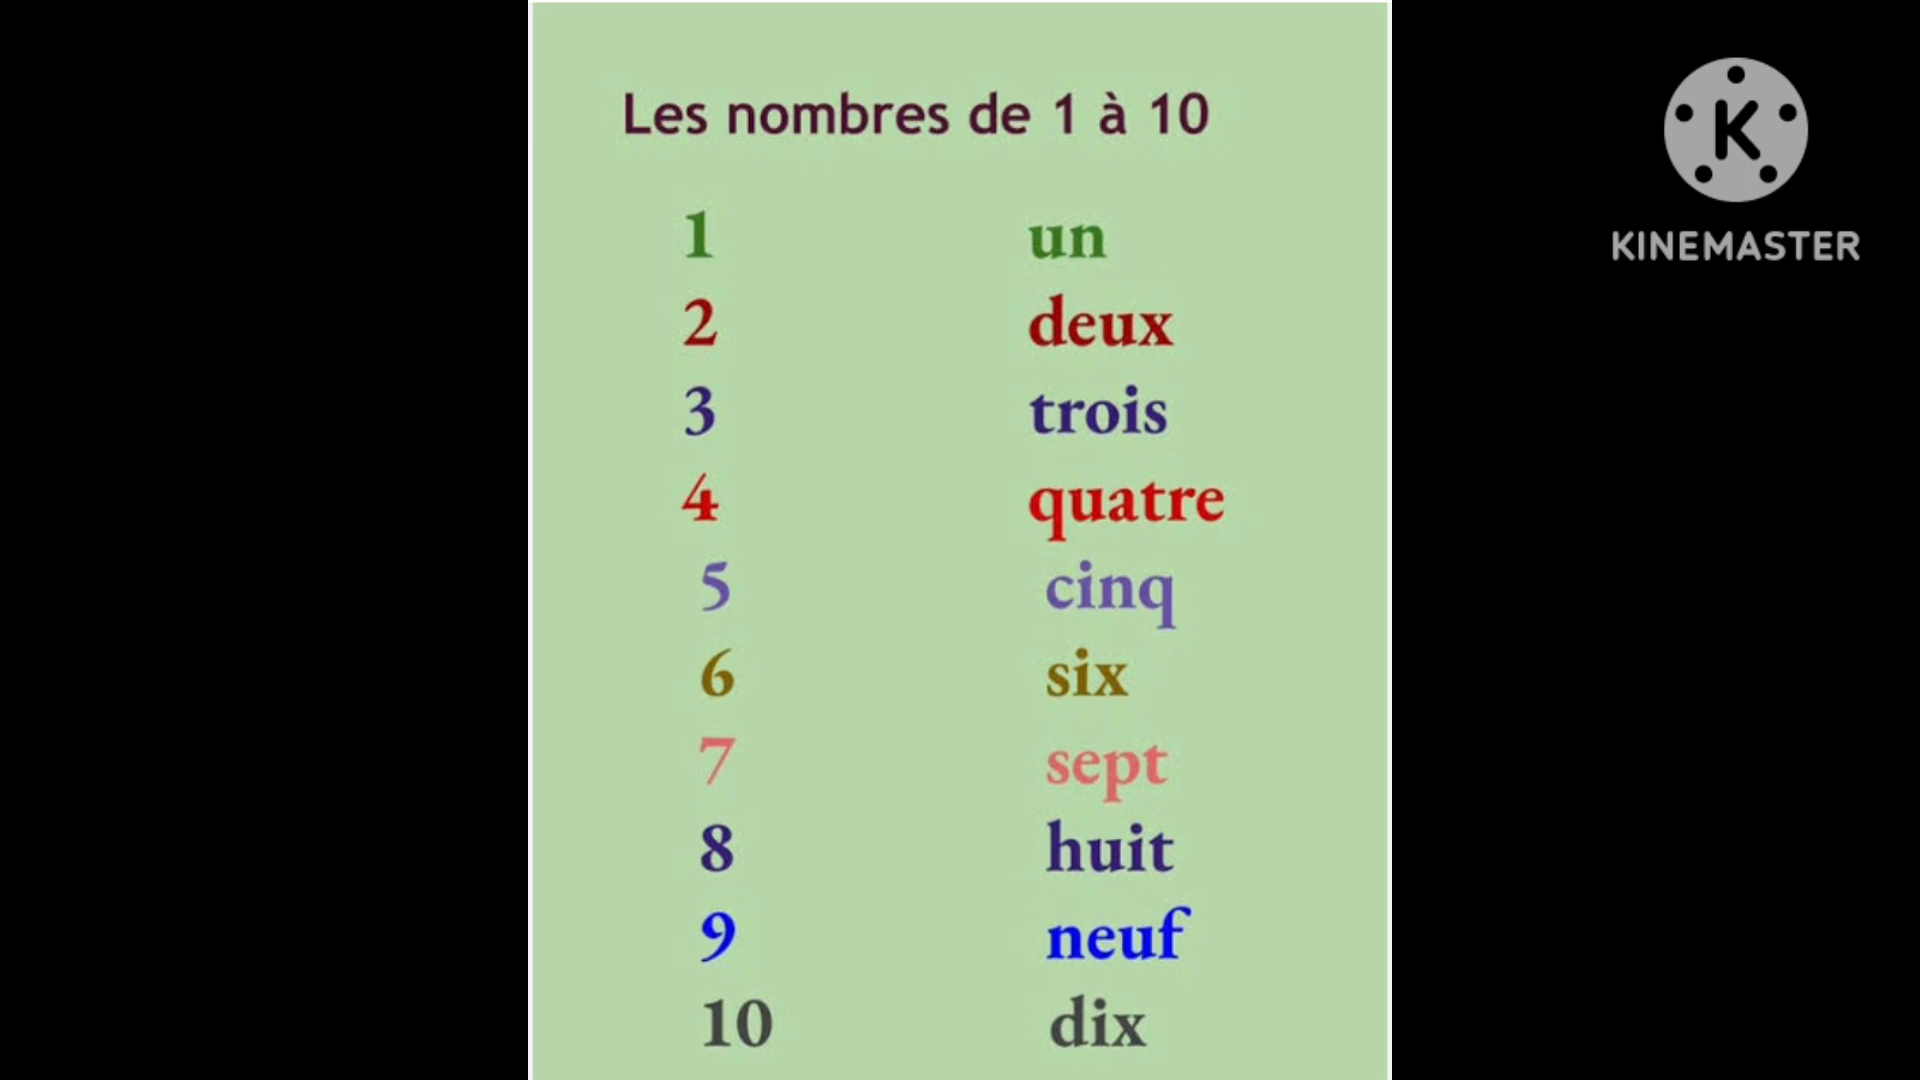 Les nombres de 1 à 10
1 un
2 deux
3 trois
4 quatre
5 cinq
6 six
7 sept
8 huit
9 neuf
10 dix
K
KINEMASTER